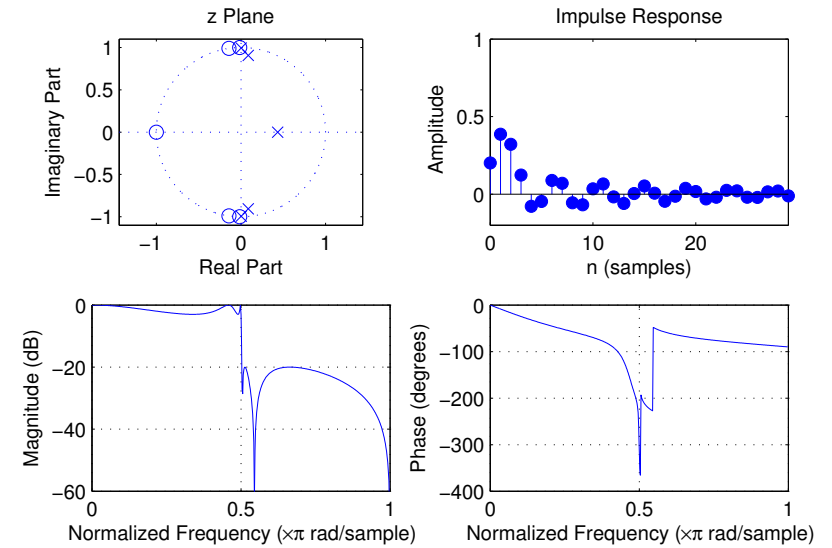 z Plane
1
0.5
0
−0.5
−1
−1
0
1
Imaginary Part
Real Part
Impulse Response
1
0.5
0
0
10
20
Amplitude
n (samples)
0
−20
−40
−60
0
0.5
1
Magnitude (dB)
Normalized Frequency (×π rad/sample)
0
−100
−200
−300
−400
0
0.5
1
Phase (degrees)
Normalized Frequency (×π rad/sample)